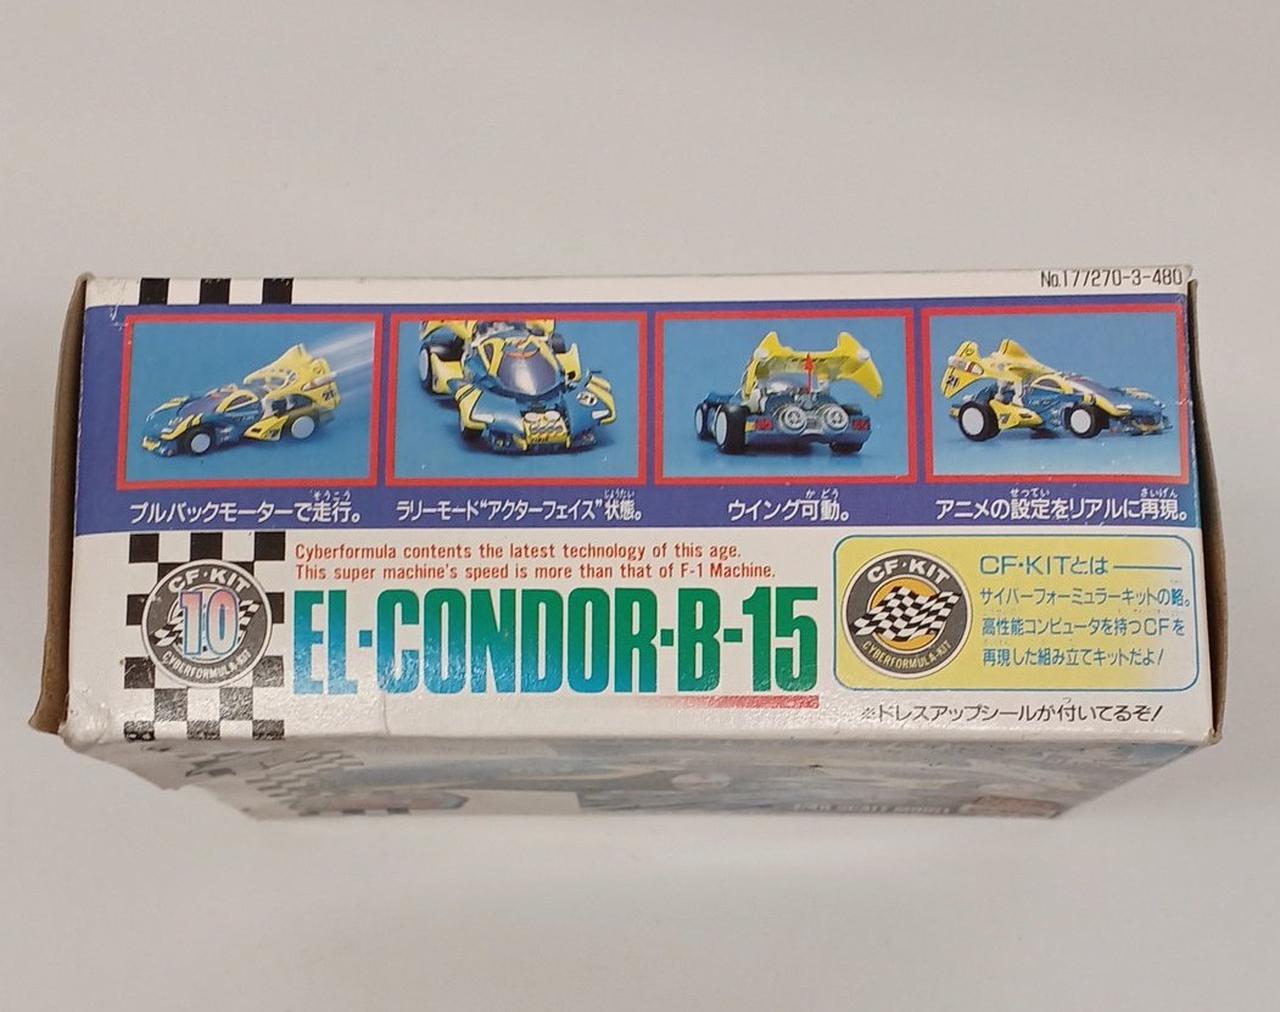 No.177270-3-480
プルバックモーターで走行。
ラリーモード“アクターフェイス”状態。
ウイング可動。
アニメの設定をリアルに再現。
CF・KIT
10
CYBERFORMULA-KIT
Cyberformula contents the latest technology of this age.
This super machine's speed is more than that of F-1 Machine.
EL・CONDOR・B-15
CF・KIT
CYBERFORMULA-KIT
CF・KITとは
サイバーフォーミュラーキットの略。
高性能コンピュータを持つCFを
再現した組み立てキットだよ!
※ドレスアップシールが付いてるぞ!